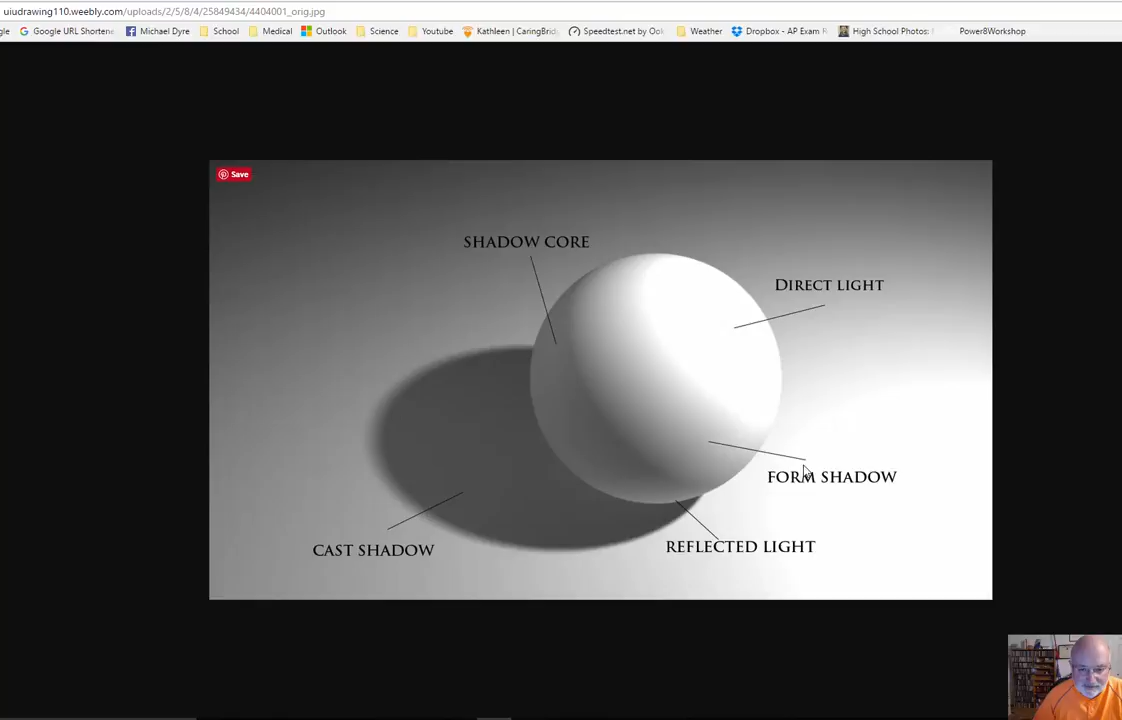 uiudrawing110.weebly.com/uploads/2/5/8/4/25849434/4404001_orig.jpg
gle Google URL Shortene Michael Dyre School Medical Outlook Science Youtube Kathleen | CaringBrid Speedtest.net by Ook Weather Dropbox - AP Exam R High School Photos: Power8Workshop
Save
SHADOW CORE
DIRECT LIGHT
FORM SHADOW
REFLECTED LIGHT
CAST SHADOW